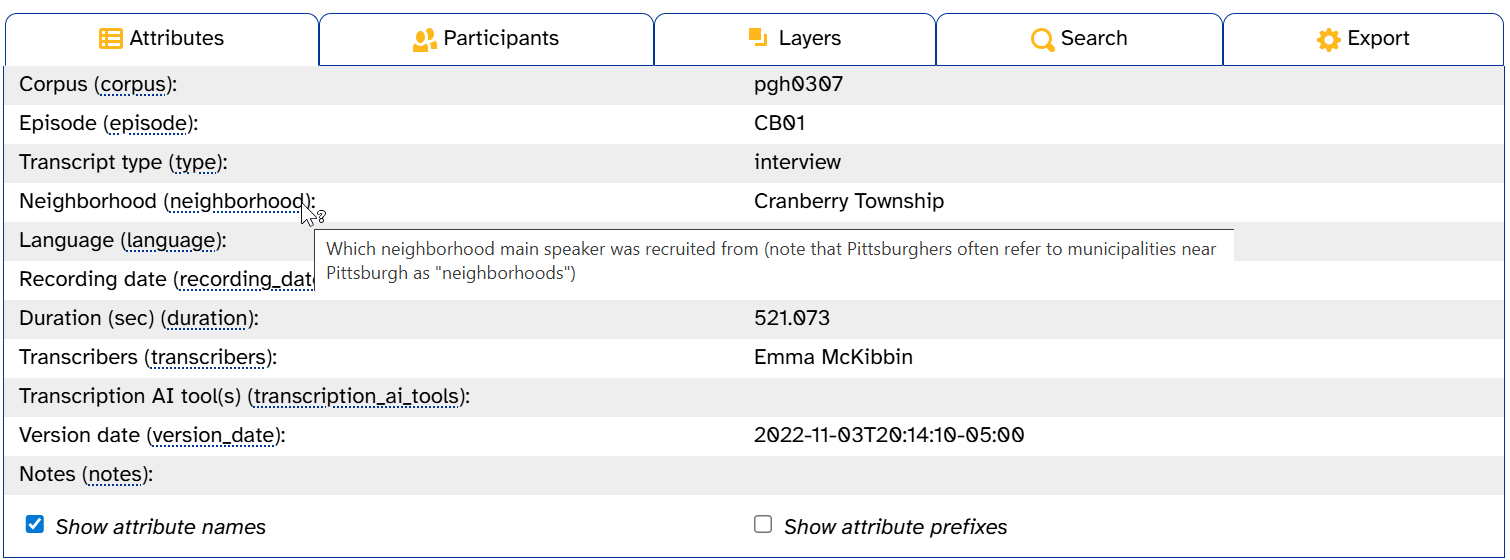 Attributes Participants Layers Search Export
Corpus (corpus): pgh0307
Episode (episode): CB01
Transcript type (type): interview
Neighborhood (neighborhood): Cranberry Township
Language (language):
Which neighborhood main speaker was recruited from (note that Pittsburghers often refer to municipalities near
Pittsburgh as "neighborhoods")
Recording date (recording_dat
Duration (sec) (duration): 521.073
Transcribers (transcribers): Emma McKibbin
Transcription AI tool(s) (transcription_ai_tools):
Version date (version_date): 2022-11-03T20:14:10-05:00
Notes (notes):
Show attribute names Show attribute prefixes